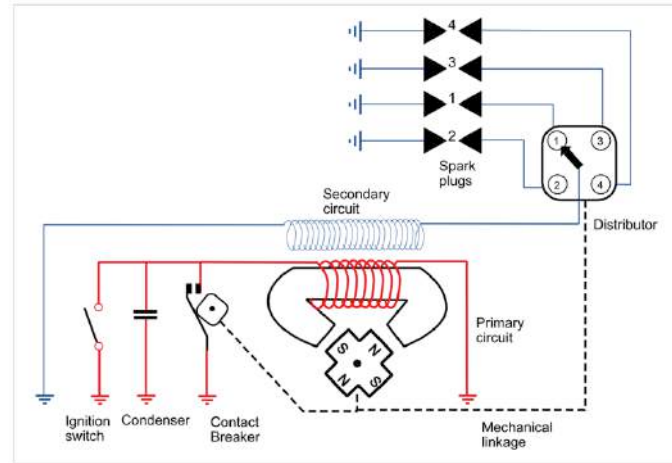 4
3
1
2
Spark
plugs
1
3
2
4
Distributor
Secondary
circuit
Primary
circuit
S
N
N
S
Ignition
switch
Condenser
Contact
Breaker
Mechanical
linkage